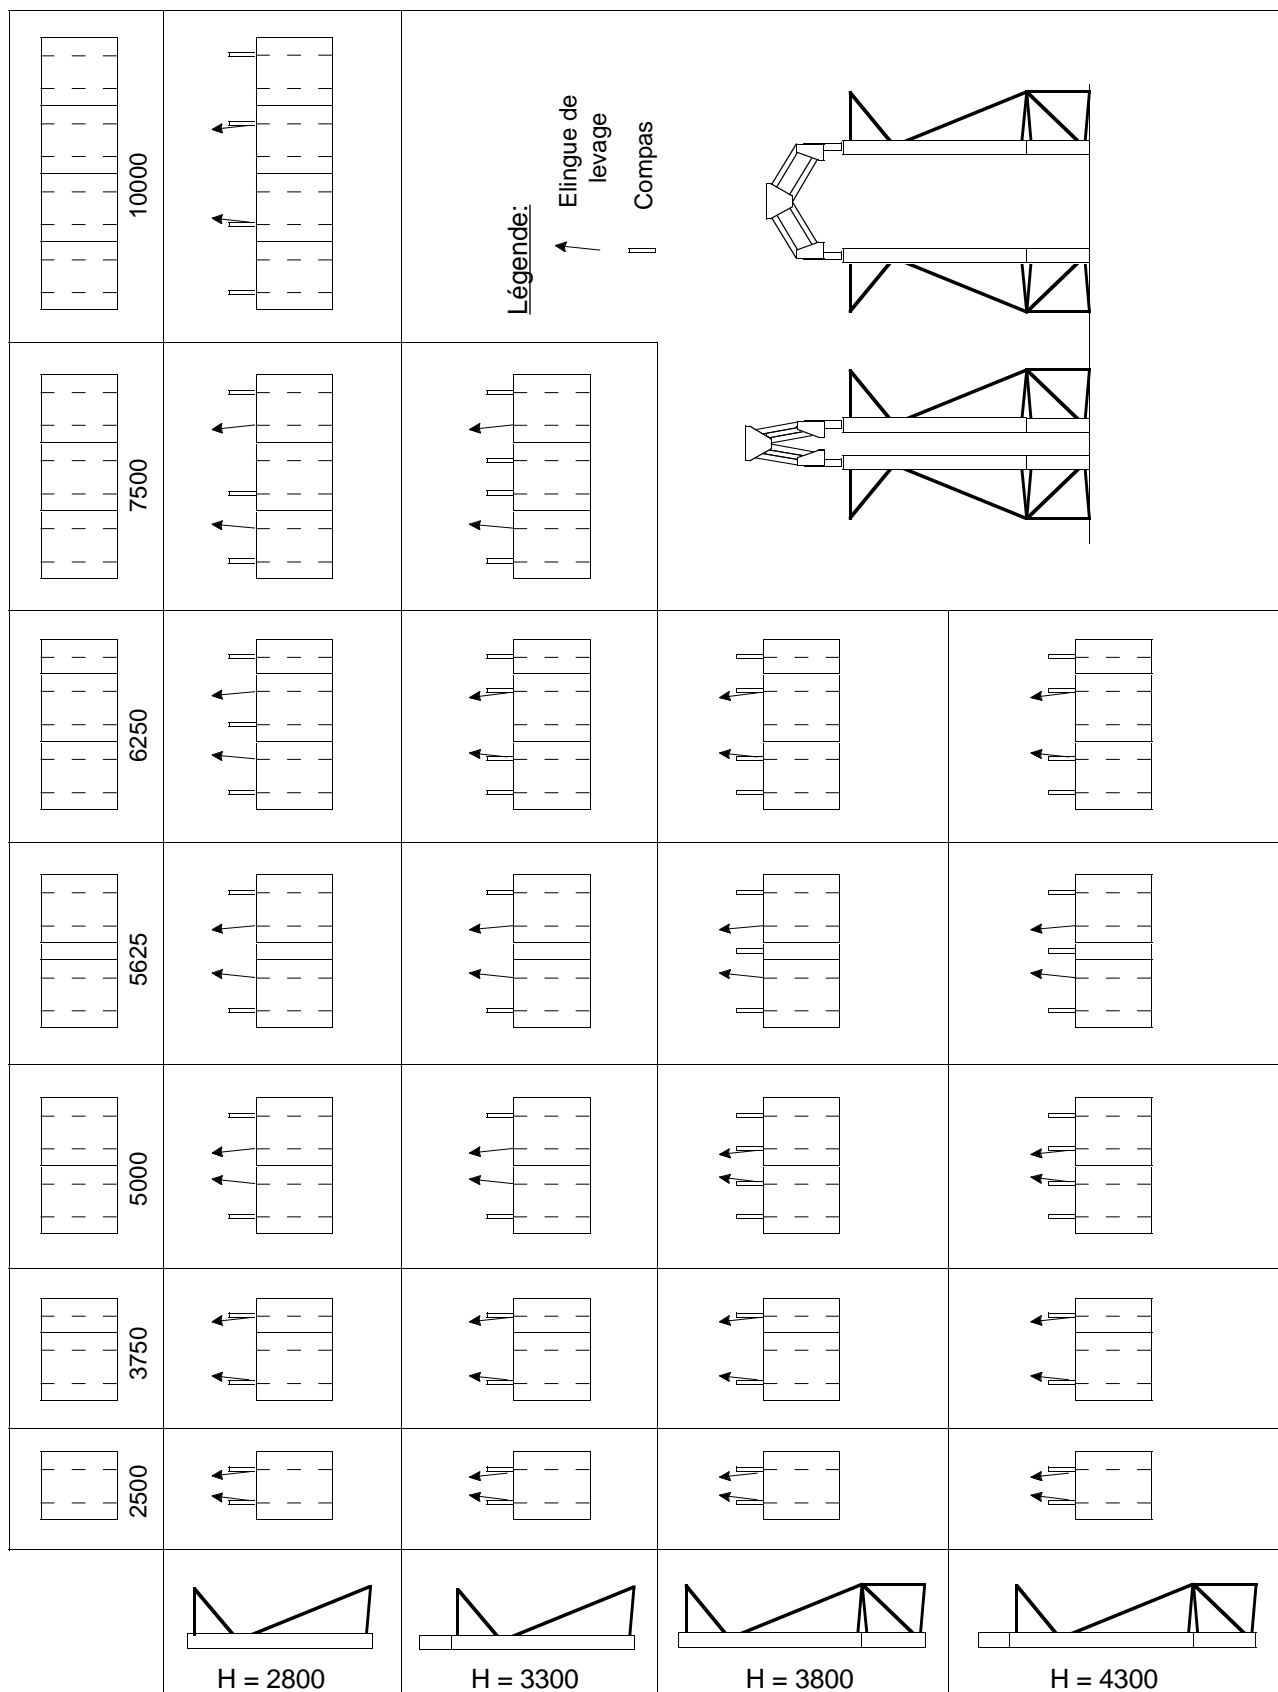 10000
7500
6250
5625
5000
3750
2500
Légende:
Elingue de
levage
Compas
H = 2800
H = 3300
H = 3800
H = 4300